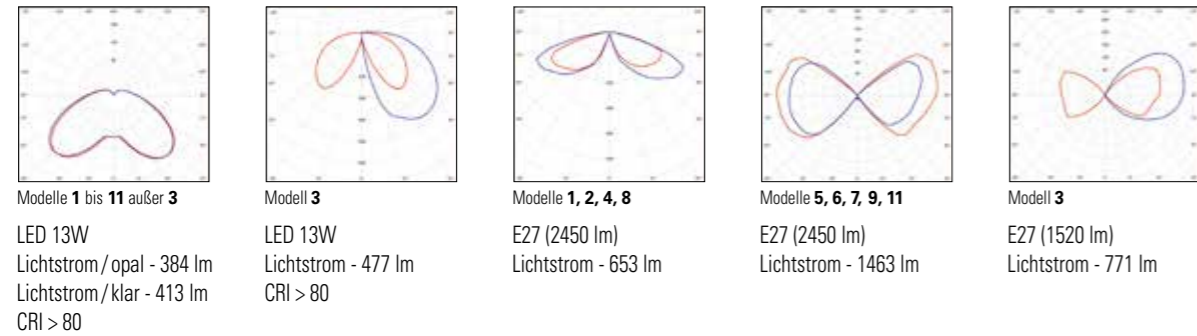 Modelle 1 bis 11 außer 3
LED 13W
Lichtstrom / opal - 384 lm
Lichtstrom / klar - 413 lm
CRI > 80
Modell 3
LED 13W
Lichtstrom - 477 lm
CRI > 80
Modelle 1, 2, 4, 8
E27 (2450 lm)
Lichtstrom - 653 lm
Modelle 5, 6, 7, 9, 11
E27 (2450 lm)
Lichtstrom - 1463 lm
Modell 3
E27 (1520 lm)
Lichtstrom - 771 lm